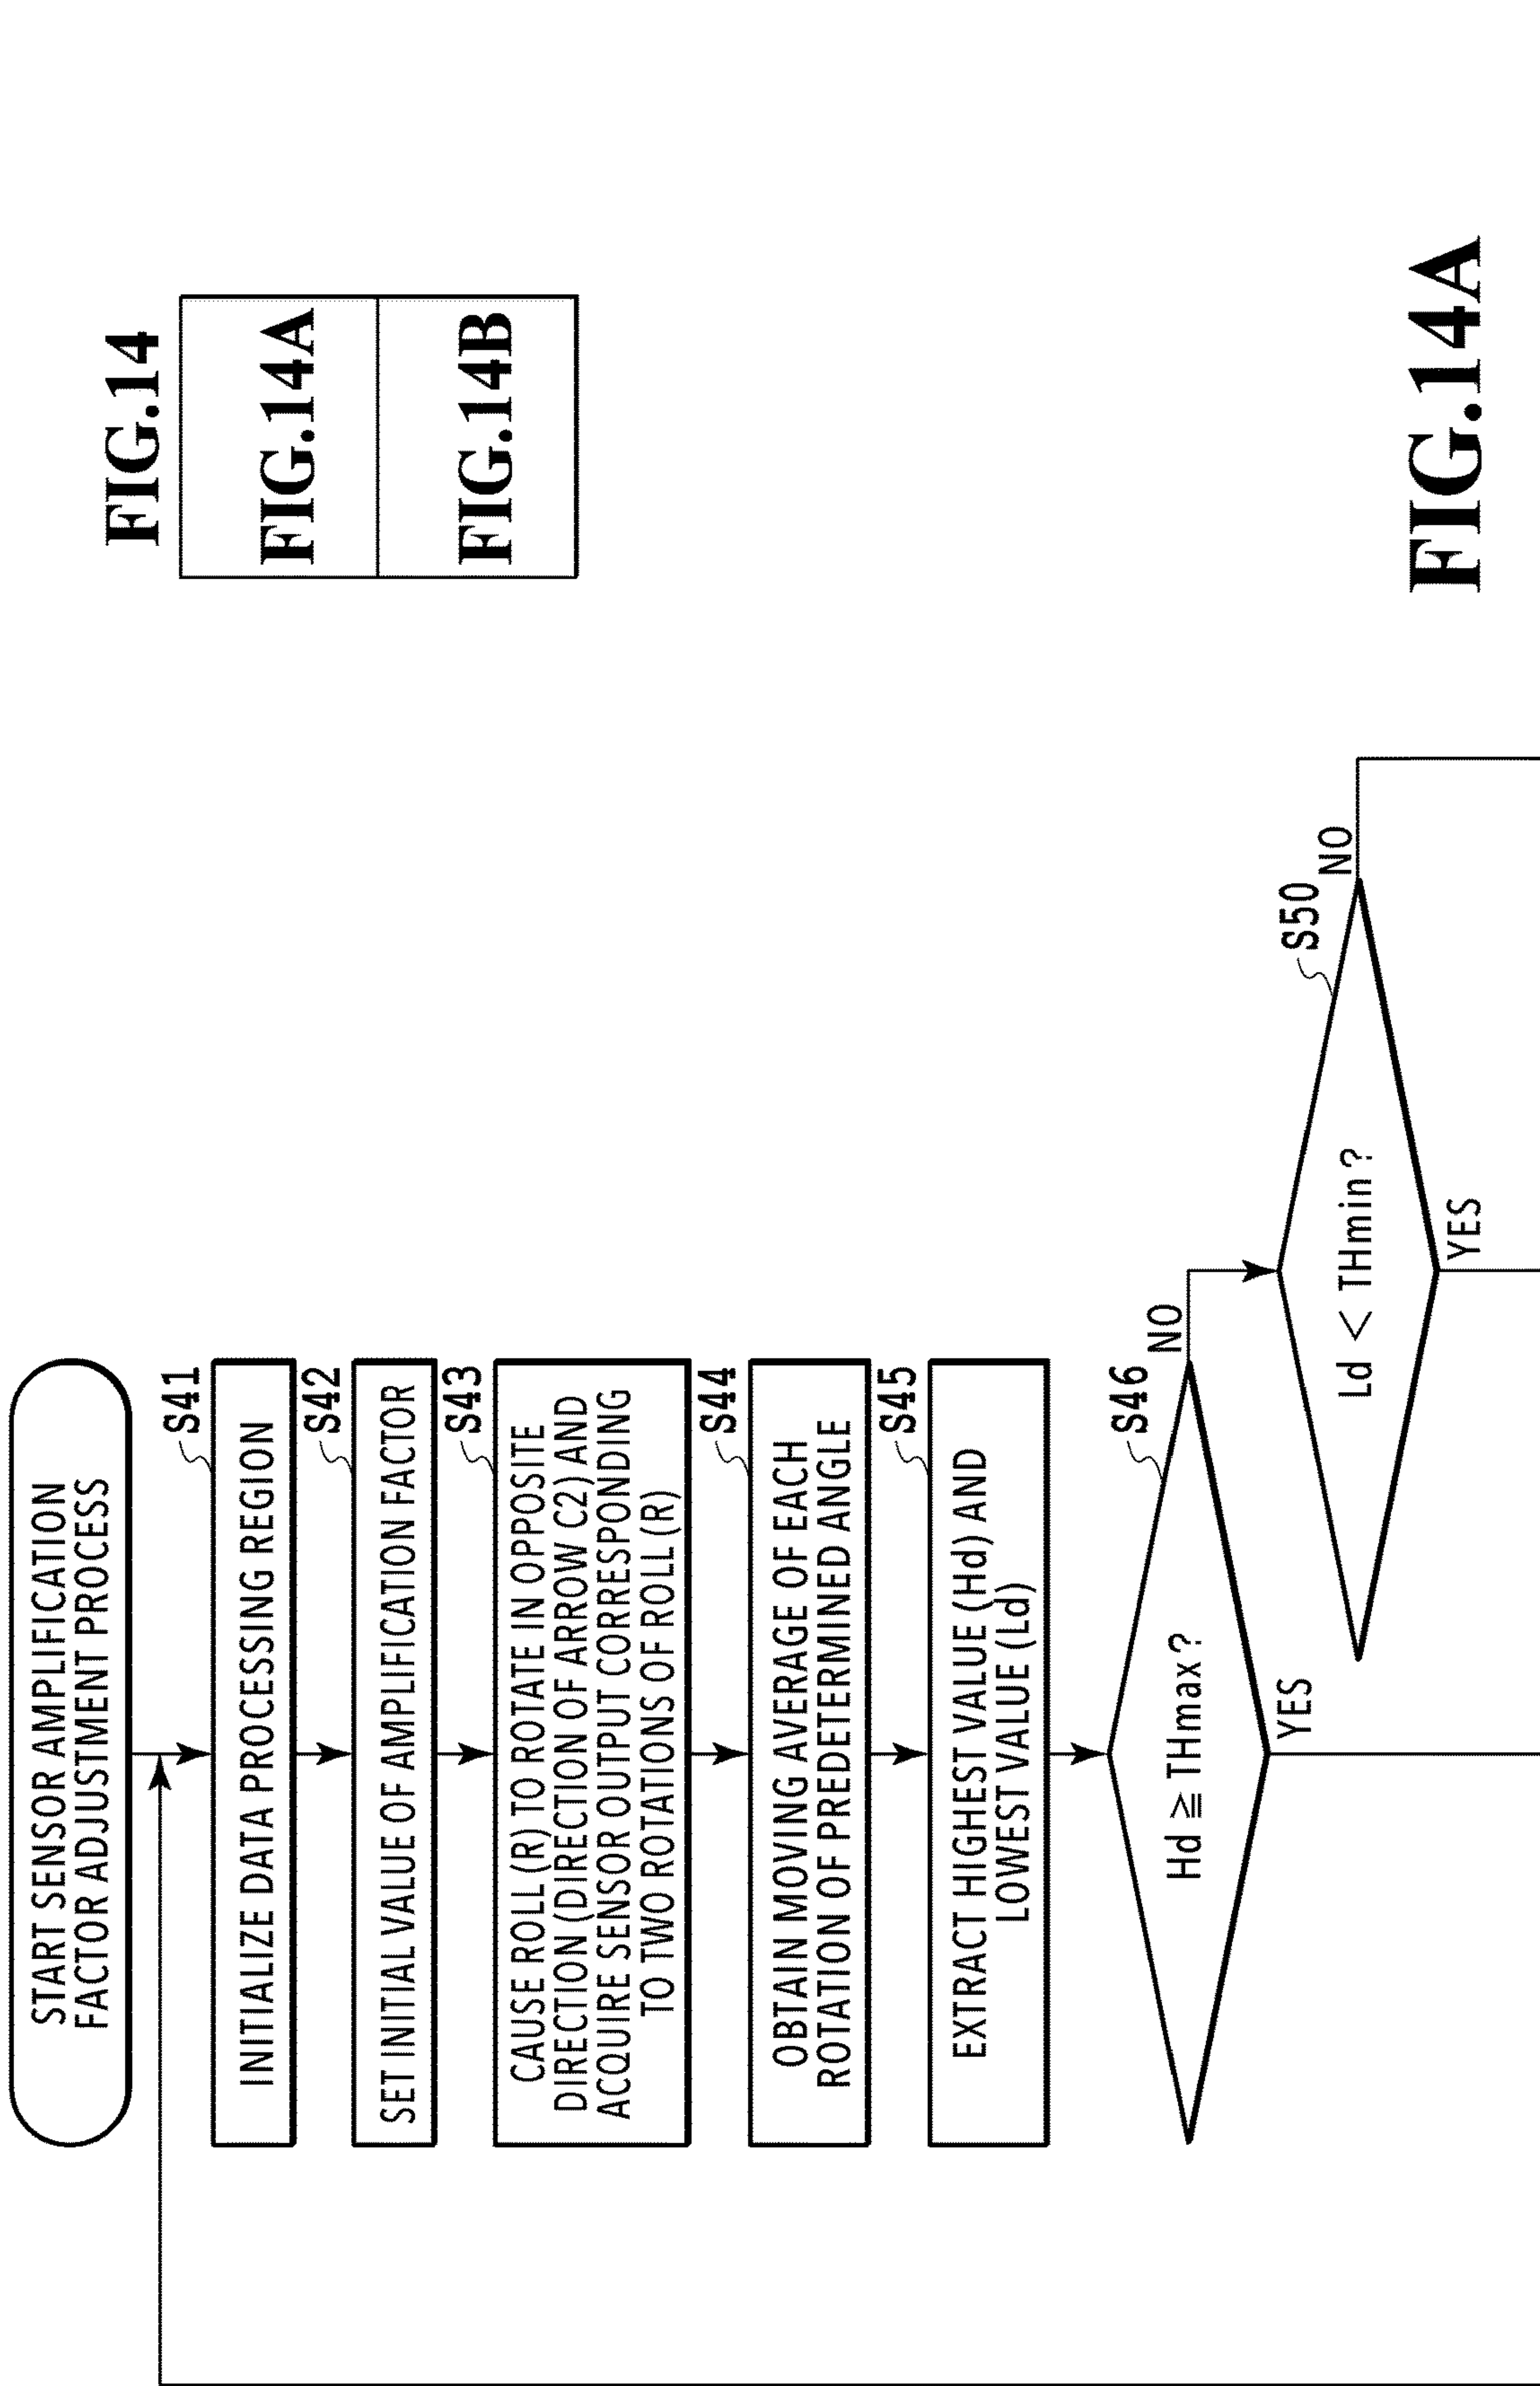 FIG.14
FIG.14A
FIG.14B
START SENSOR AMPLIFICATION
FACTOR ADJUSTMENT PROCESS
S41
INITIALIZE DATA PROCESSING REGION
S42
SET INITIAL VALUE OF AMPLIFICATION FACTOR
S43
CAUSE ROLL (R) TO ROTATE IN OPPOSITE
DIRECTION (DIRECTION OF ARROW C2) AND
ACQUIRE SENSOR OUTPUT CORRESPONDING
TO TWO ROTATIONS OF ROLL (R)
S44
OBTAIN MOVING AVERAGE OF EACH
ROTATION OF PREDETERMINED ANGLE
S45
EXTRACT HIGHEST VALUE (Hd) AND
LOWEST VALUE (Ld)
S46
Hd ≧ THmax?
NO
YES
S50
Ld < THmin?
NO
YES
FIG.14A